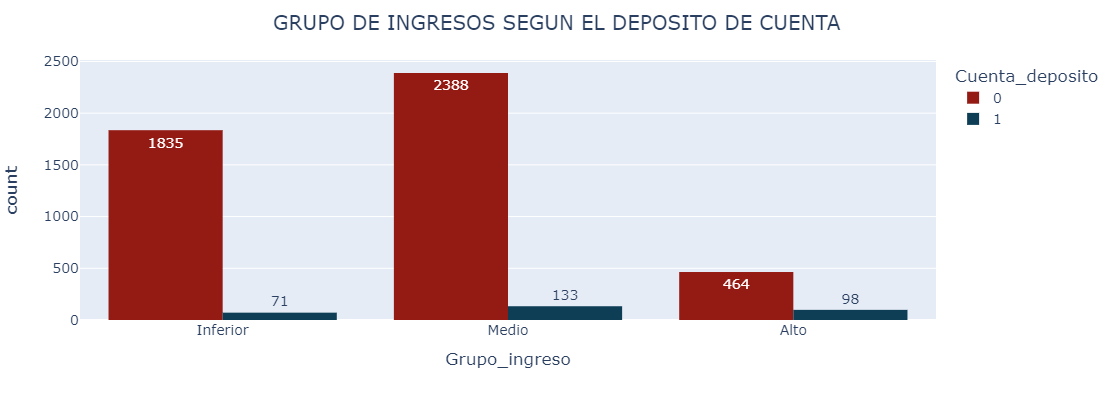 GRUPO DE INGRESOS SEGUN EL DEPOSITO DE CUENTA
count
2500
2000
1500
1000
500
0
1835
71
2388
133
464
98
Inferior
Medio
Alto
Grupo_ingreso
Cuenta_deposito
0
1